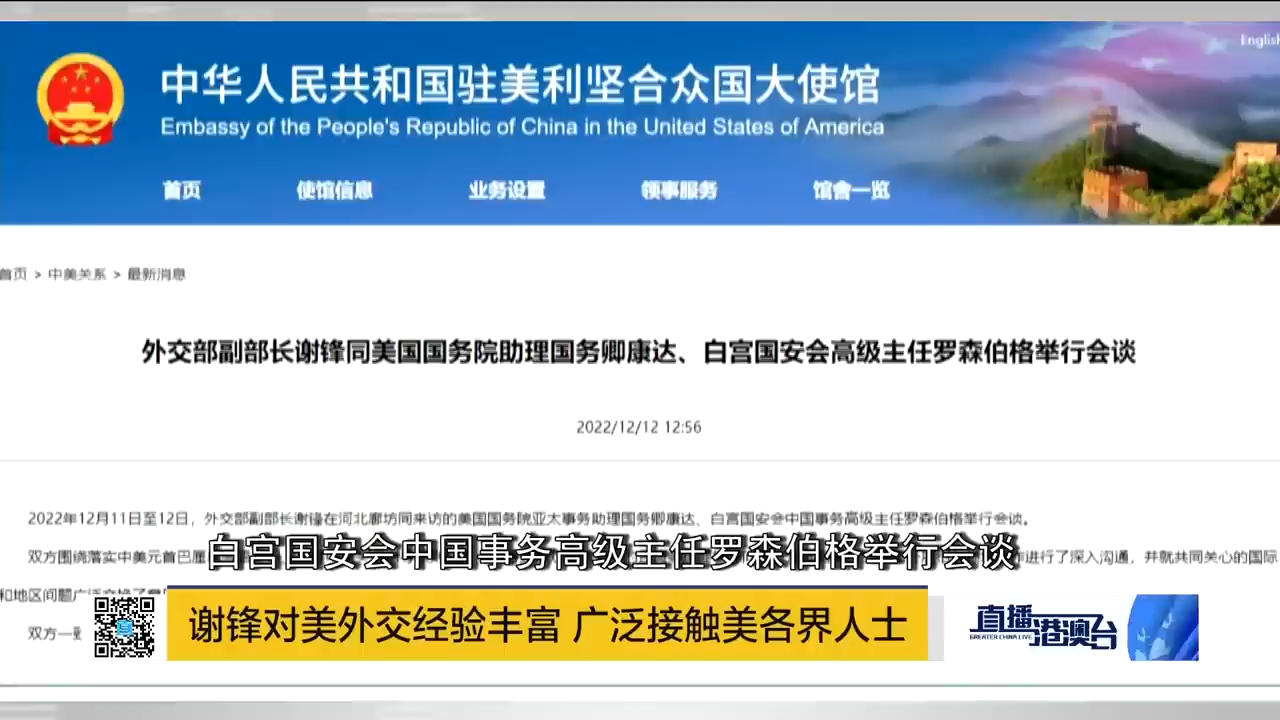 English
中华人民共和国驻美利坚合众国大使馆
Embassy of the People's Republic of China in the United States of America
首页 使馆信息 业务设置 领事服务 馆舍一览
首页 > 中美关系 > 最新消息
外交部副部长谢锋同美国国务院助理国务卿康达、白宫国安会高级主任罗森伯格举行会谈
2022/12/12 12:56
2022年12月11日至12日，外交部副部长谢锋在河北廊坊同来访的美国国务院亚太事务助理国务卿康达、白宫国安会中国事务高级主任罗森伯格举行会谈。
双方围绕落实中美元首巴厘
进行了深入沟通，并就共同关心的国际
白宫国安会中国事务高级主任罗森伯格举行会谈
和地区问题广泛交换了意见
双方一致
谢锋对美外交经验丰富 广泛接触美各界人士
直播港澳台
GREATER CHINA LIVE